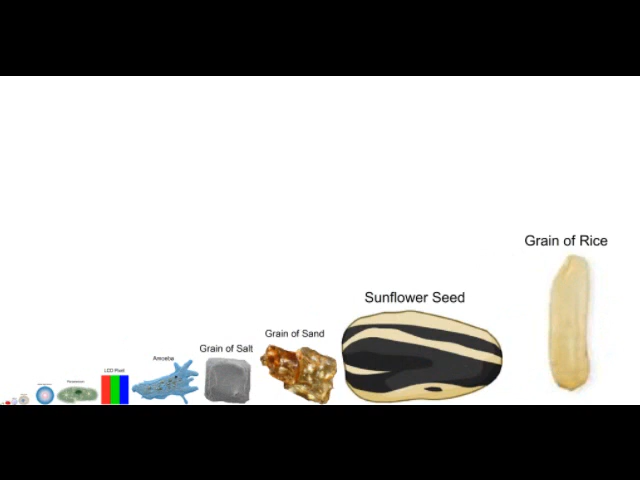 Grain of Rice
Sunflower Seed
Grain of Sand
Grain of Salt
Amoeba
LCD Pixel
Paramecium